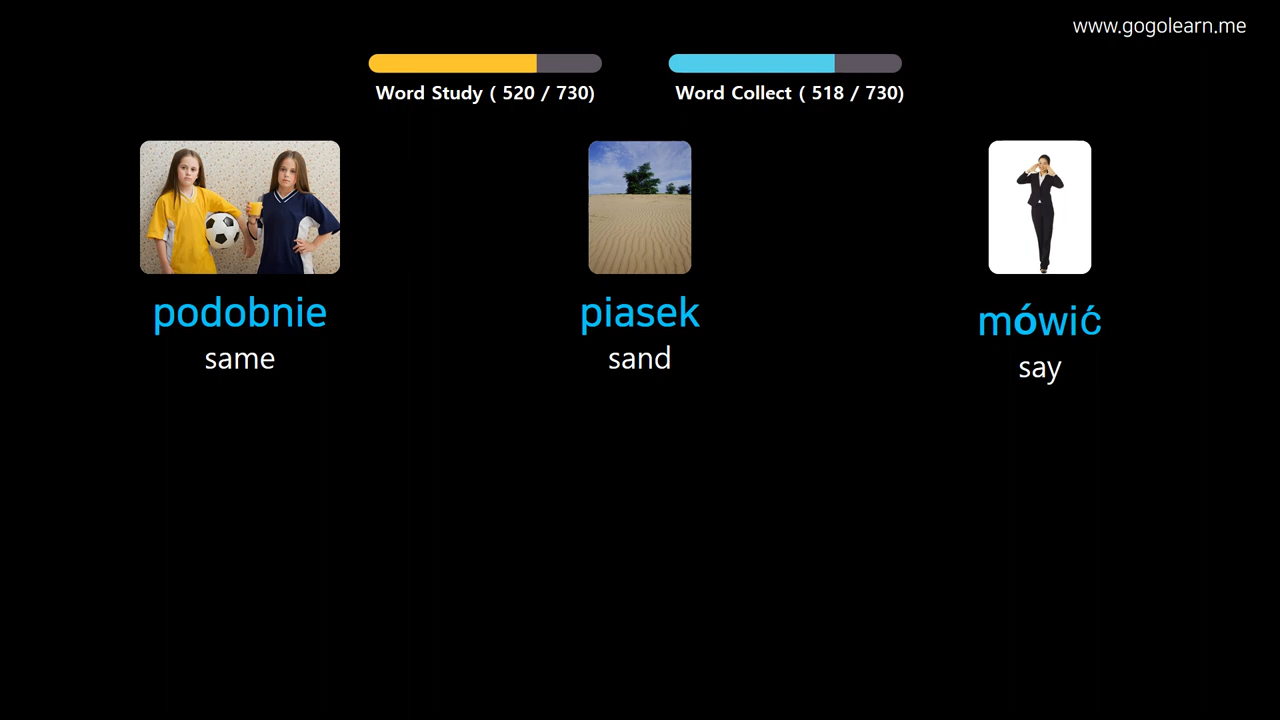 www.gogolearn.me
Word Study ( 520 / 730)
Word Collect ( 518 / 730)
podobnie
same
piasek
sand
mówić
say